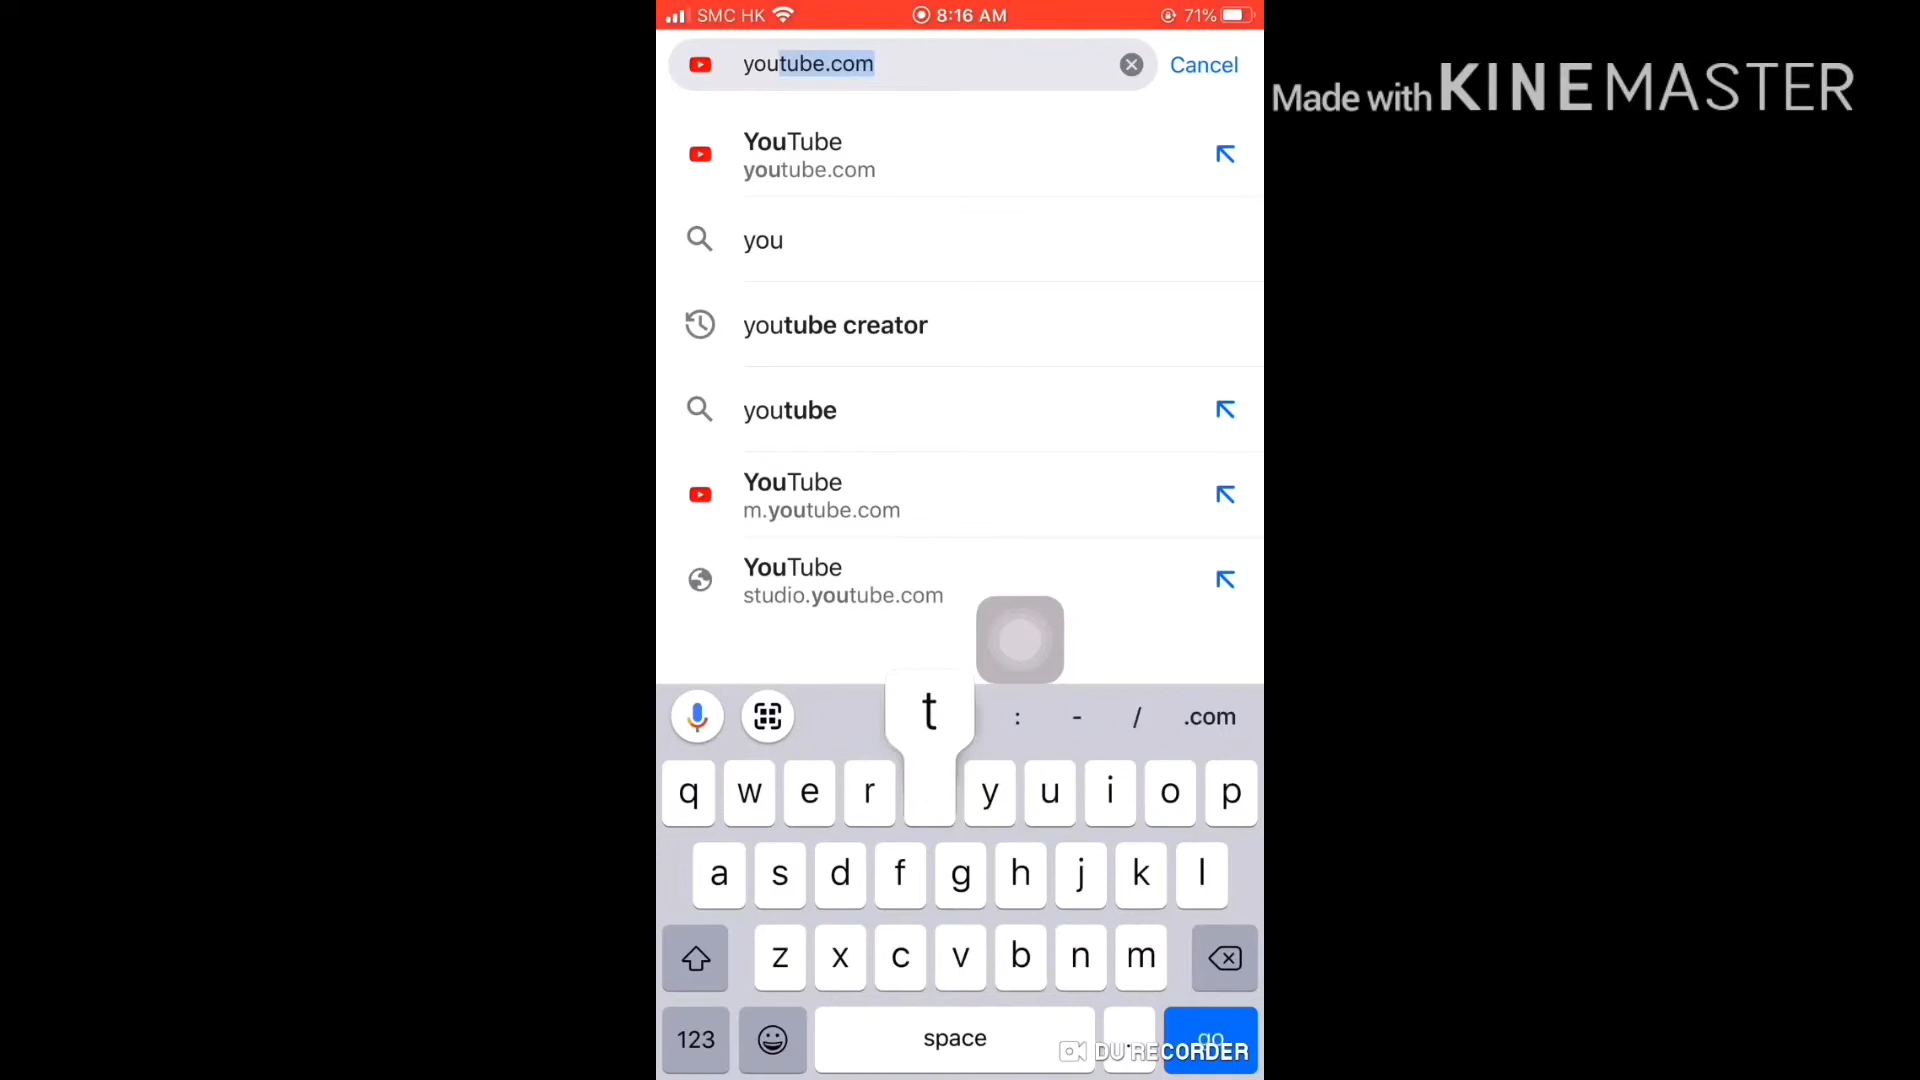 SMC HK 8:16 AM 71%
youtube.com Cancel
Made with KINEMASTER
YouTube
youtube.com
you
youtube creator
youtube
YouTube
m.youtube.com
YouTube
studio.youtube.com
t : - / .com
q w e r y u i o p
a s d f g h j k l
z x c v b n m
123 space . go
DU RECORDER